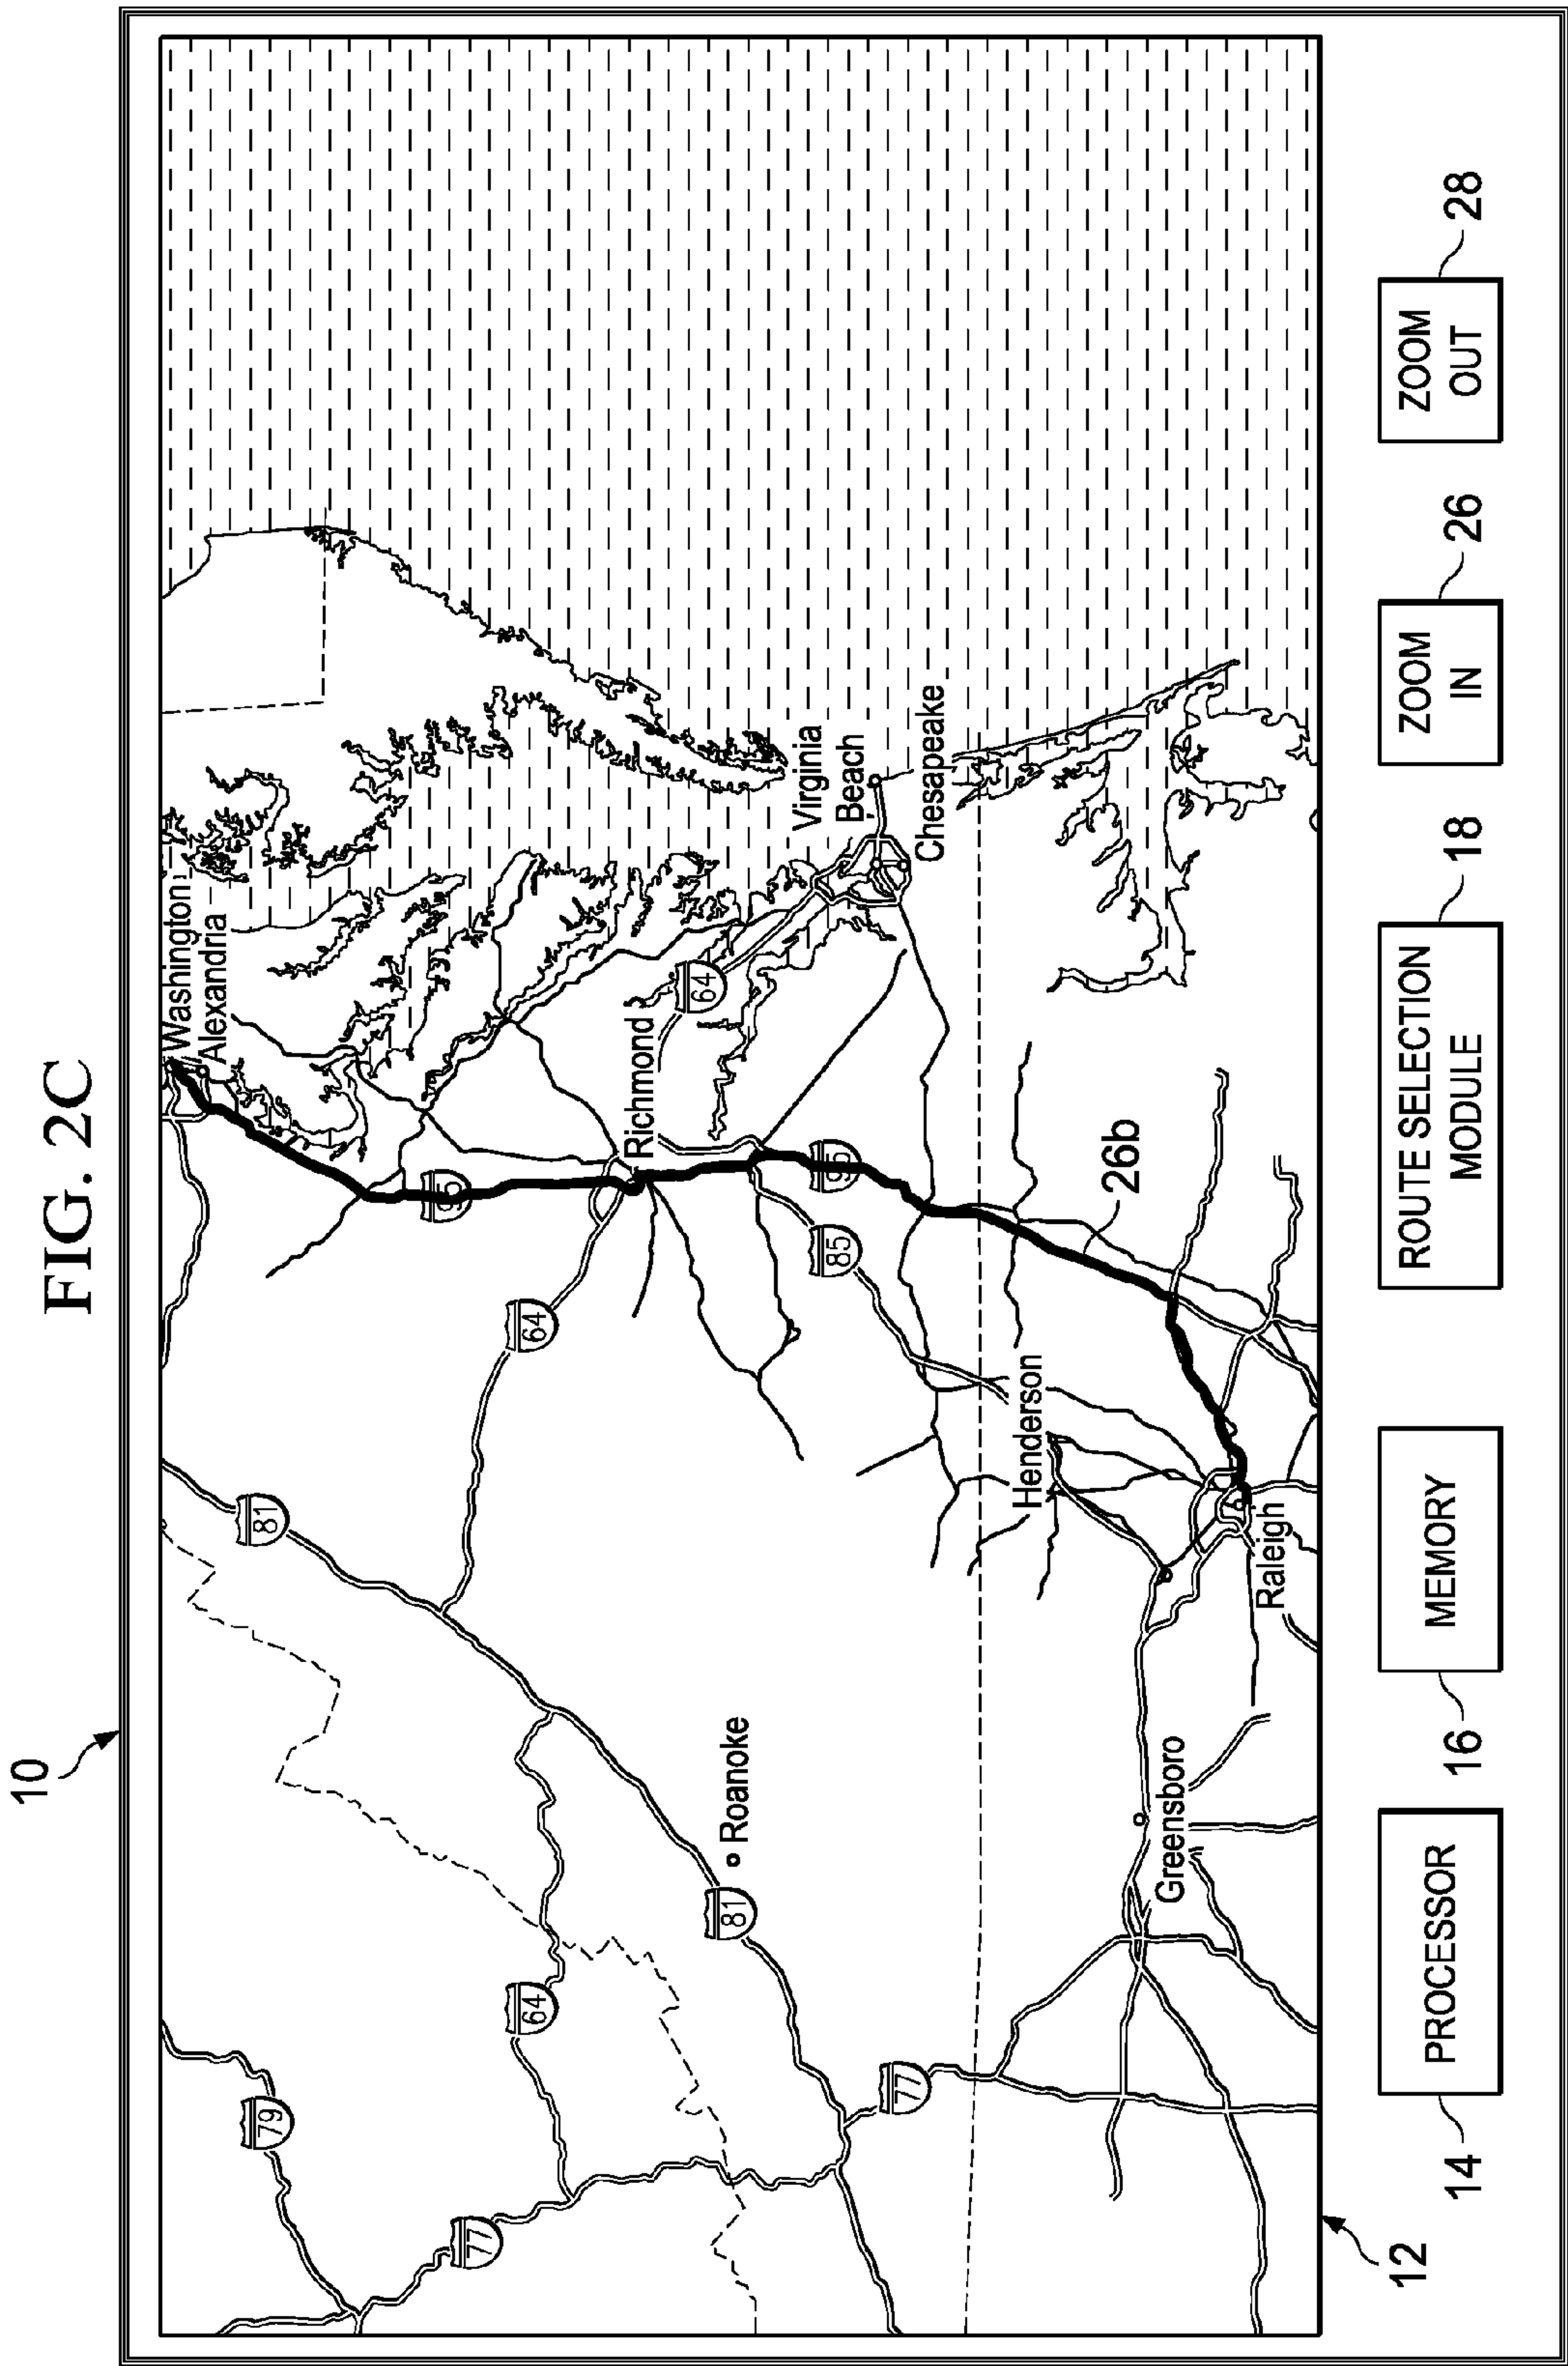 FIG. 2C
10
Washington
Alexandria
79
81
95
77
64
64
Richmond
64
Roanoke
81
Virginia
Beach
85
95
77
Chesapeake
Henderson
26b
Greensboro
Raleigh
12
PROCESSOR
14
MEMORY
16
ROUTE SELECTION
MODULE
18
ZOOM
IN
26
ZOOM
OUT
28